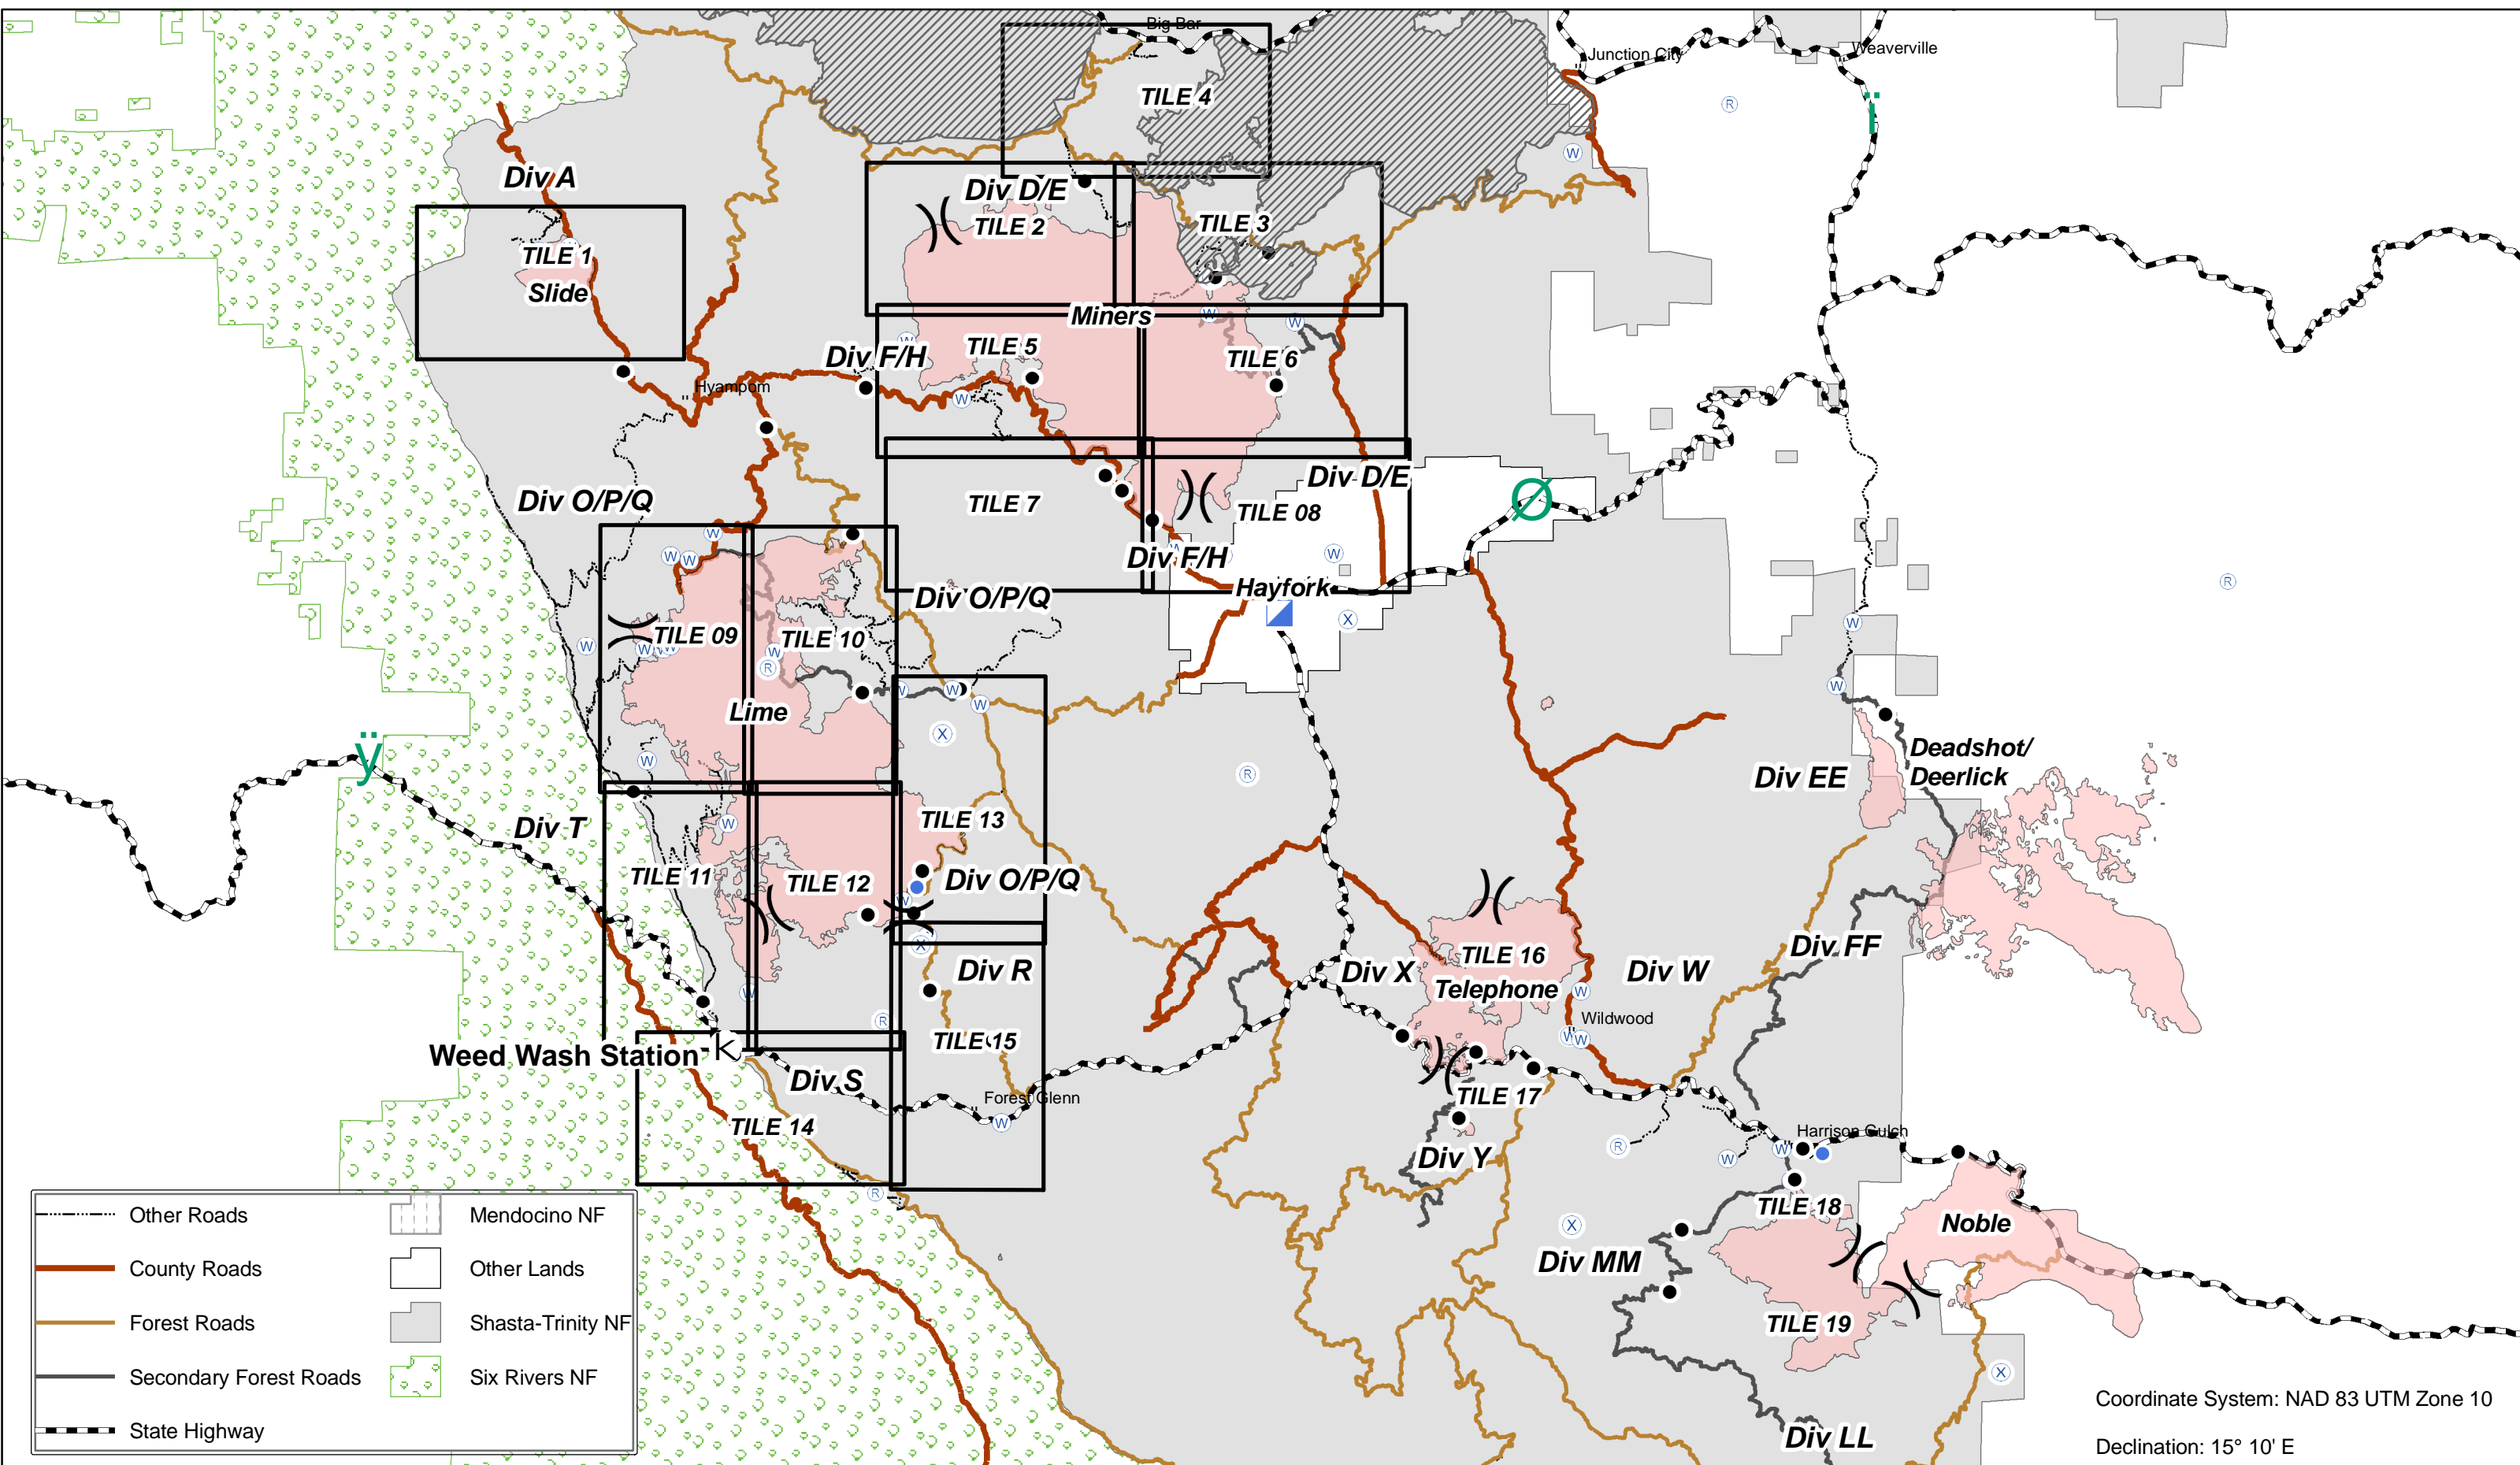 Big Bar
Junction City
Weaverville
ï
TILE 4
Div A
Div D/E
TILE 2
TILE 3
TILE 1
Slide
Miners
Div F/H
TILE 5
TILE 6
Hyampom
Div D/E
Div O/P/Q
TILE 7
TILE 08
Ø
Div F/H
Hayfork
Div O/P/Q
TILE 09
TILE 10
Lime
ÿ
Deadshot/
Deerlick
Div EE
Div T
TILE 13
TILE 11
TILE 12
Div O/P/Q
Div FF
TILE 16
Div R
Div X
Div W
Telephone
Wildwood
TILE 15
Weed Wash Station
K
Div S
Forest Glenn
TILE 17
TILE 14
Harrison Gulch
Div Y
TILE 18
Noble
Div MM
TILE 19
Div LL
Other Roads
County Roads
Forest Roads
Secondary Forest Roads
State Highway
Mendocino NF
Other Lands
Shasta-Trinity NF
Six Rivers NF
Coordinate System: NAD 83 UTM Zone 10
Declination: 15° 10' E